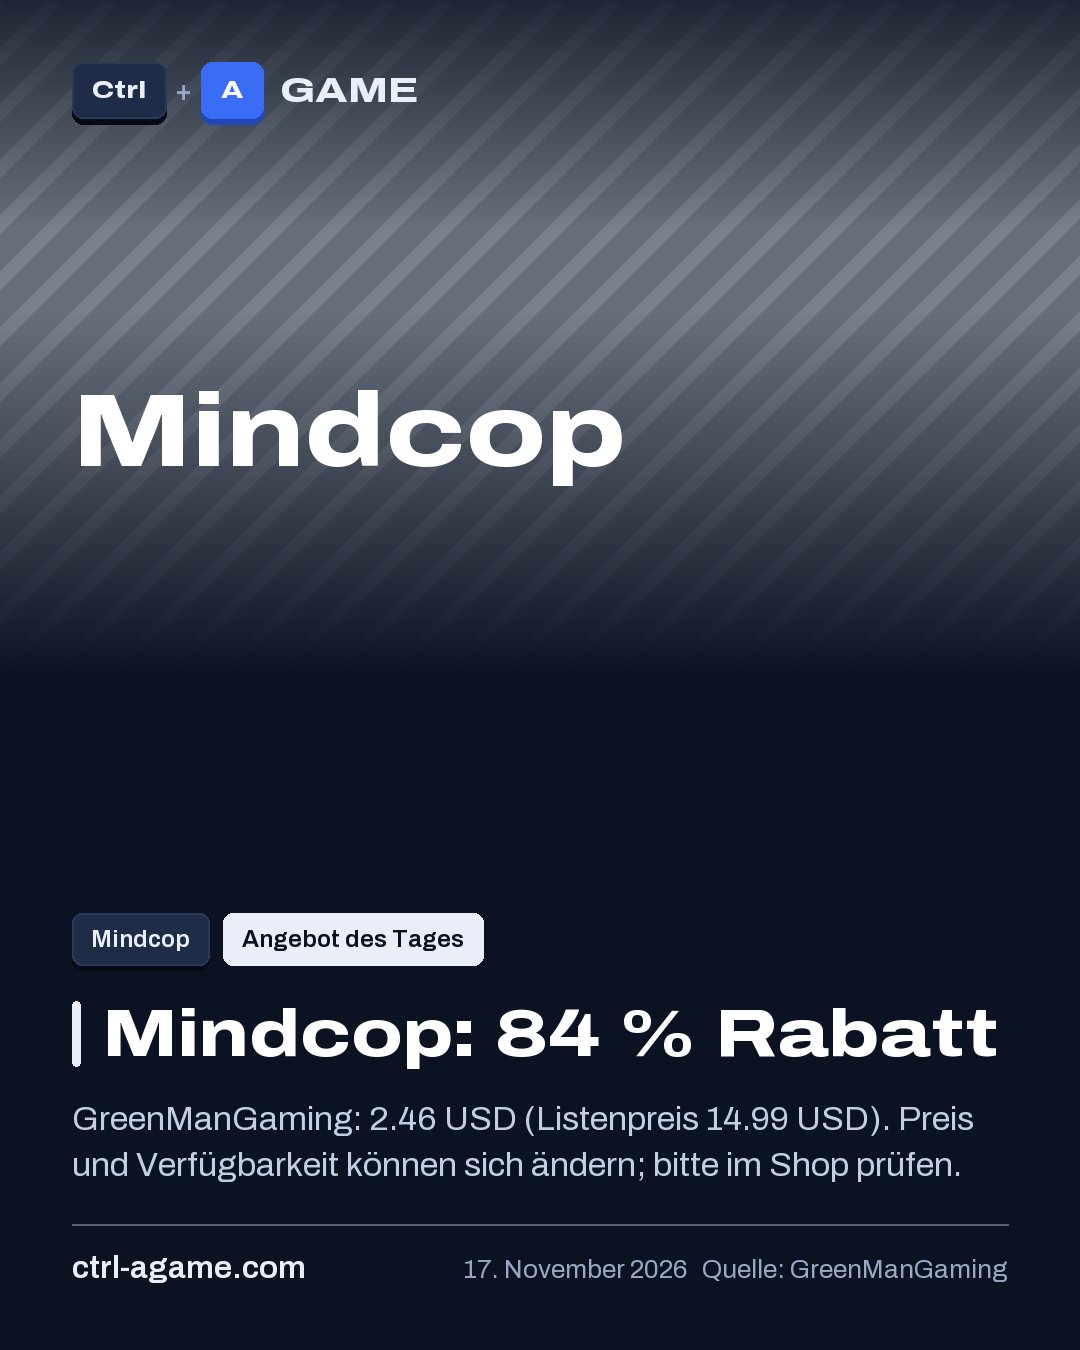 Ctrl + A GAME
Mindcop
Mindcop Angebot des Tages
Mindcop: 84 % Rabatt
GreenManGaming: 2.46 USD (Listenpreis 14.99 USD). Preis
und Verfügbarkeit können sich ändern; bitte im Shop prüfen.
ctrl-agame.com 17. November 2026 Quelle: GreenManGaming